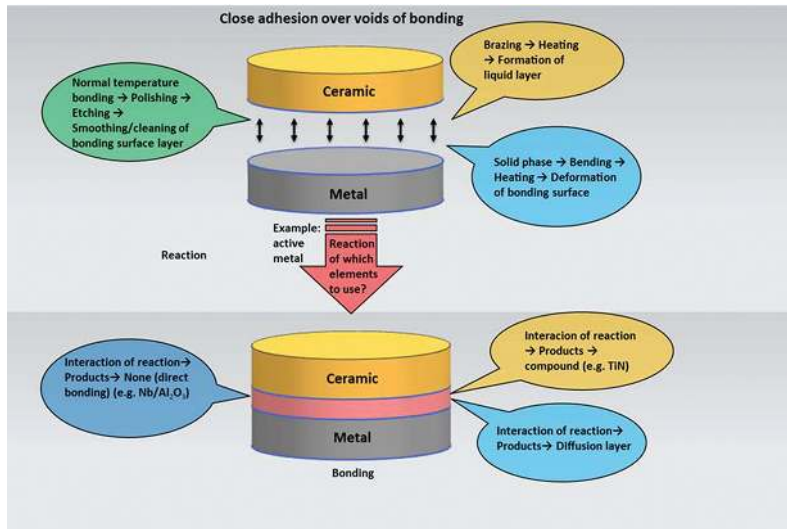 Close adhesion over voids of bonding
Normal temperature
bonding → Polishing →
Etching →
Smoothing/cleaning of
bonding surface layer
Ceramic
Brazing → Heating
→ Formation of
liquid layer
Metal
Solid phase → Bending →
Heating → Deformation
of bonding surface
Reaction
Example:
active
metal
Reaction
of which
elements
to use?
Interaction of reaction→
Products→ None (direct
bonding) (e.g. Nb/Al₂O₃)
Ceramic
Metal
Bonding
Interacion of reaction
→ Products →
compound (e.g. TiN)
Interaction of reaction→
Products→ Diffusion layer